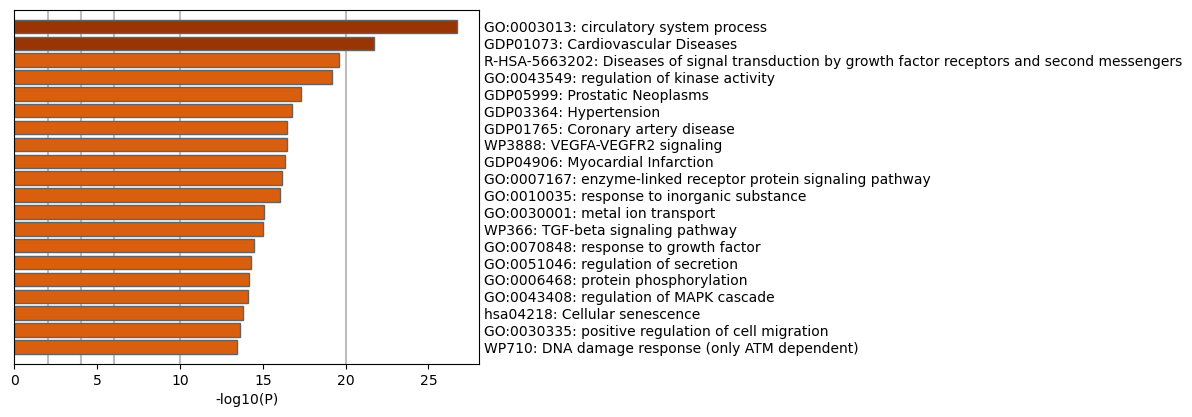 GO:0003013: circulatory system process
GDP01073: Cardiovascular Diseases
R-HSA-5663202: Diseases of signal transduction by growth factor receptors and second messengers
GO:0043549: regulation of kinase activity
GDP05999: Prostatic Neoplasms
GDP03364: Hypertension
GDP01765: Coronary artery disease
WP3888: VEGFA-VEGFR2 signaling
GDP04906: Myocardial Infarction
GO:0007167: enzyme-linked receptor protein signaling pathway
GO:0010035: response to inorganic substance
GO:0030001: metal ion transport
WP366: TGF-beta signaling pathway
GO:0070848: response to growth factor
GO:0051046: regulation of secretion
GO:0006468: protein phosphorylation
GO:0043408: regulation of MAPK cascade
hsa04218: Cellular senescence
GO:0030335: positive regulation of cell migration
WP710: DNA damage response (only ATM dependent)
0 5 10 15 20 25
-log10(P)